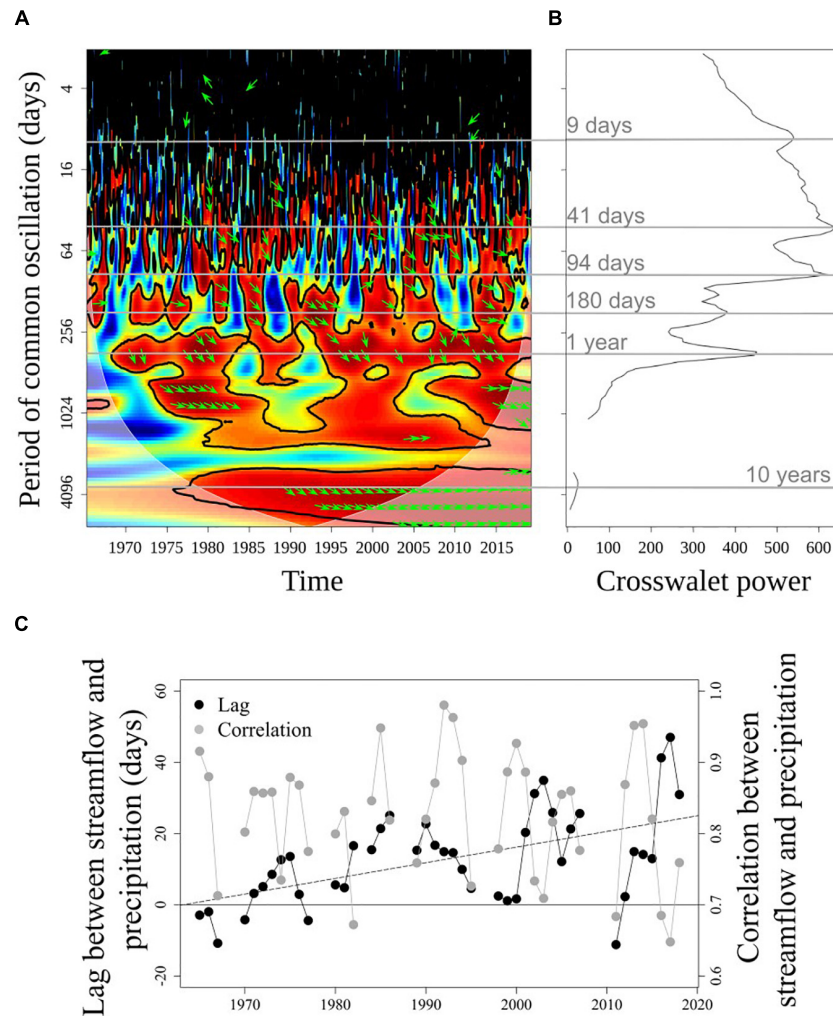 A
B
Period of common oscillation (days)
4
16
64
256
1024
4096
9 days
41 days
94 days
180 days
1 year
10 years
1970 1975 1980 1985 1990 1995 2000 2005 2010 2015
0 100 200 300 400 500 600
Time
Crosswalet power
C
Lag between streamflow and
precipitation (days)
60
40
20
0
-20
Lag
Correlation
1.0
0.9
0.8
0.7
0.6
Correlation between
streamflow and precipitation
1970 1980 1990 2000 2010 2020